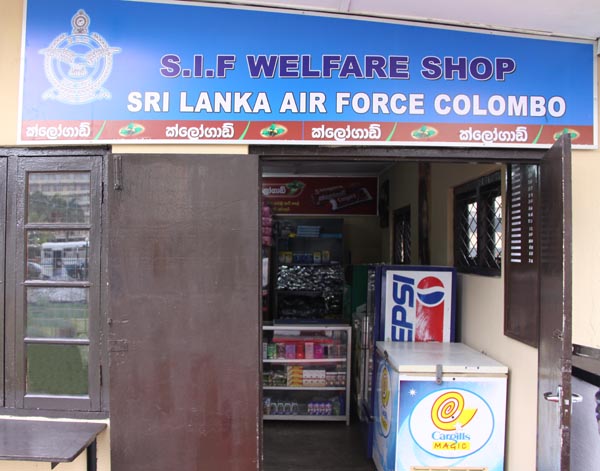 S.I.F WELFARE SHOP
SRI LANKA AIR FORCE COLOMBO
ක්ලෝගාඩ් ක්ලෝගාඩ් ක්ලෝගාඩ් ක්ලෝගාඩ්
PEPSI
Cargills
MAGIC